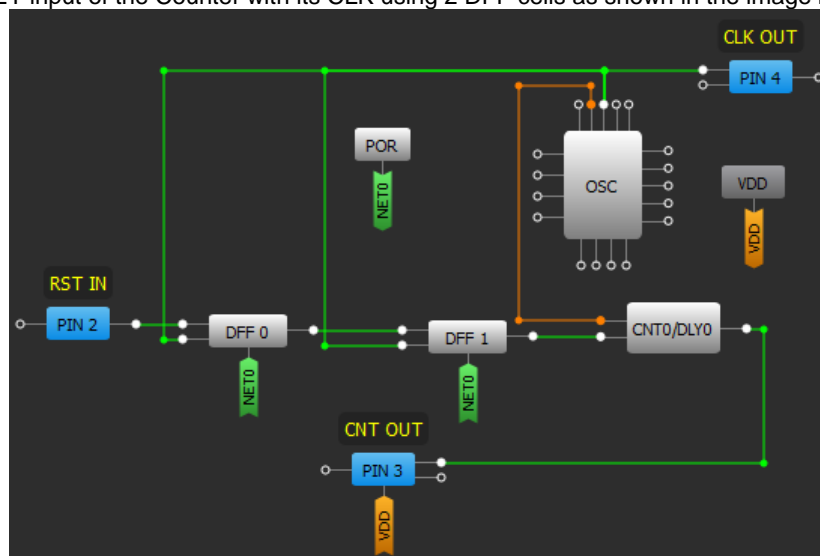 CLK OUT
PIN 4
POR
NET0
OSC
VDD
VDD
RST IN
PIN 2
DFF 0
DFF 1
CNT0/DLY0
NET0
NET0
CNT OUT
PIN 3
VDD